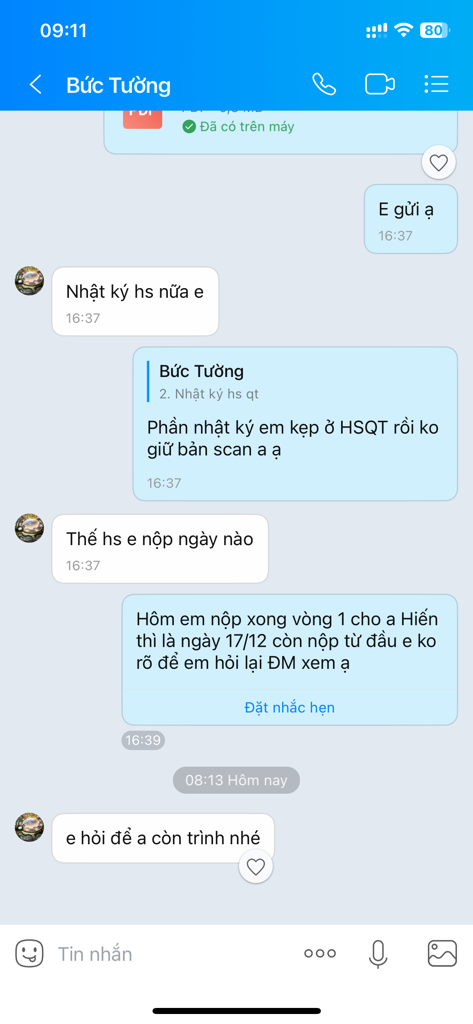 09:11
80
Bức Tường
Đã có trên máy
E gửi ạ
16:37
Nhật ký hs nữa e
16:37
Bức Tường
2. Nhật ký hs qt
Phần nhật ký em kẹp ở HSQT rồi ko
giữ bản scan a ạ
16:37
Thế hs e nộp ngày nào
16:37
Hôm em nộp xong vòng 1 cho a Hiến
thì là ngày 17/12 còn nộp từ đầu e ko
rõ để em hỏi lại ĐM xem ạ
Đặt nhắc hẹn
16:39
08:13 Hôm nay
e hỏi để a còn trình nhé
Tin nhắn